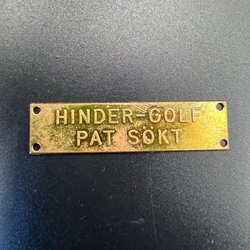 HINDER-GOLF
PAT SÖKT